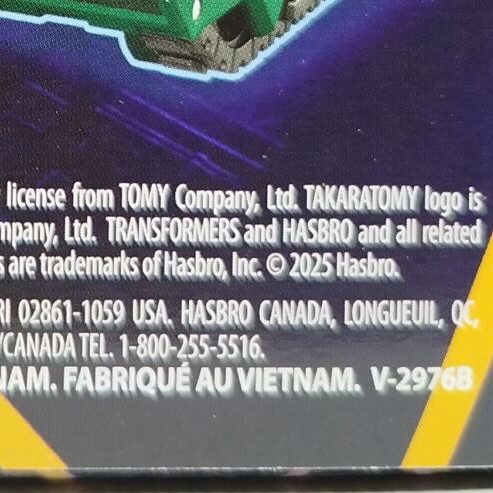 license from TOMY Company, Ltd. TAKARATOMY logo is
mpany, Ltd. TRANSFORMERS and HASBRO and all related
s are trademarks of Hasbro, Inc. © 2025 Hasbro.
RI 02861-1059 USA. HASBRO CANADA, LONGUEUIL, QC,
/CANADA TEL. 1-800-255-5516.
NAM. FABRIQUÉ AU VIETNAM. V-2976B